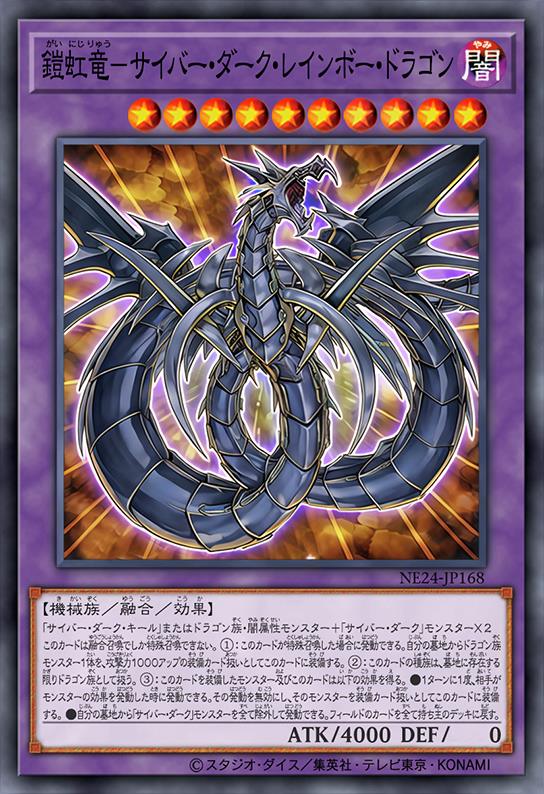 がいにじりゅう
やみ
鎧虹竜－サイバー・ダーク・レインボー・ドラゴン 闇
NE24-JP168
【機械族／融合／効果】
「サイバー・ダーク・キール」またはドラゴン族・闇属性モンスター＋「サイバー・ダーク」モンスター×２
このカードは融合召喚でしか特殊召喚できない。①：このカードが特殊召喚した場合に発動できる。自分の墓地からドラゴン族
モンスター１体を、攻撃力１０００アップの装備カード扱いとしてこのカードに装備する。②：このカードの種族は墓地に存在する
限りドラゴン族として扱う。③：このカードを装備したモンスター及びこのカードは以下の効果を得る。●１ターンに１度、相手が
モンスターの効果を発動した時に発動できる。その発動を無効にし、そのモンスターを装備カード扱いとしてこのカードに装備
する。●自分の墓地から「サイバー・ダーク」モンスターを全て除外して発動できる。フィールドのカードを全て持ち主のデッキに戻す。
ATK/4000 DEF/ 0
©スタジオ・ダイス／集英社・テレビ東京・KONAMI